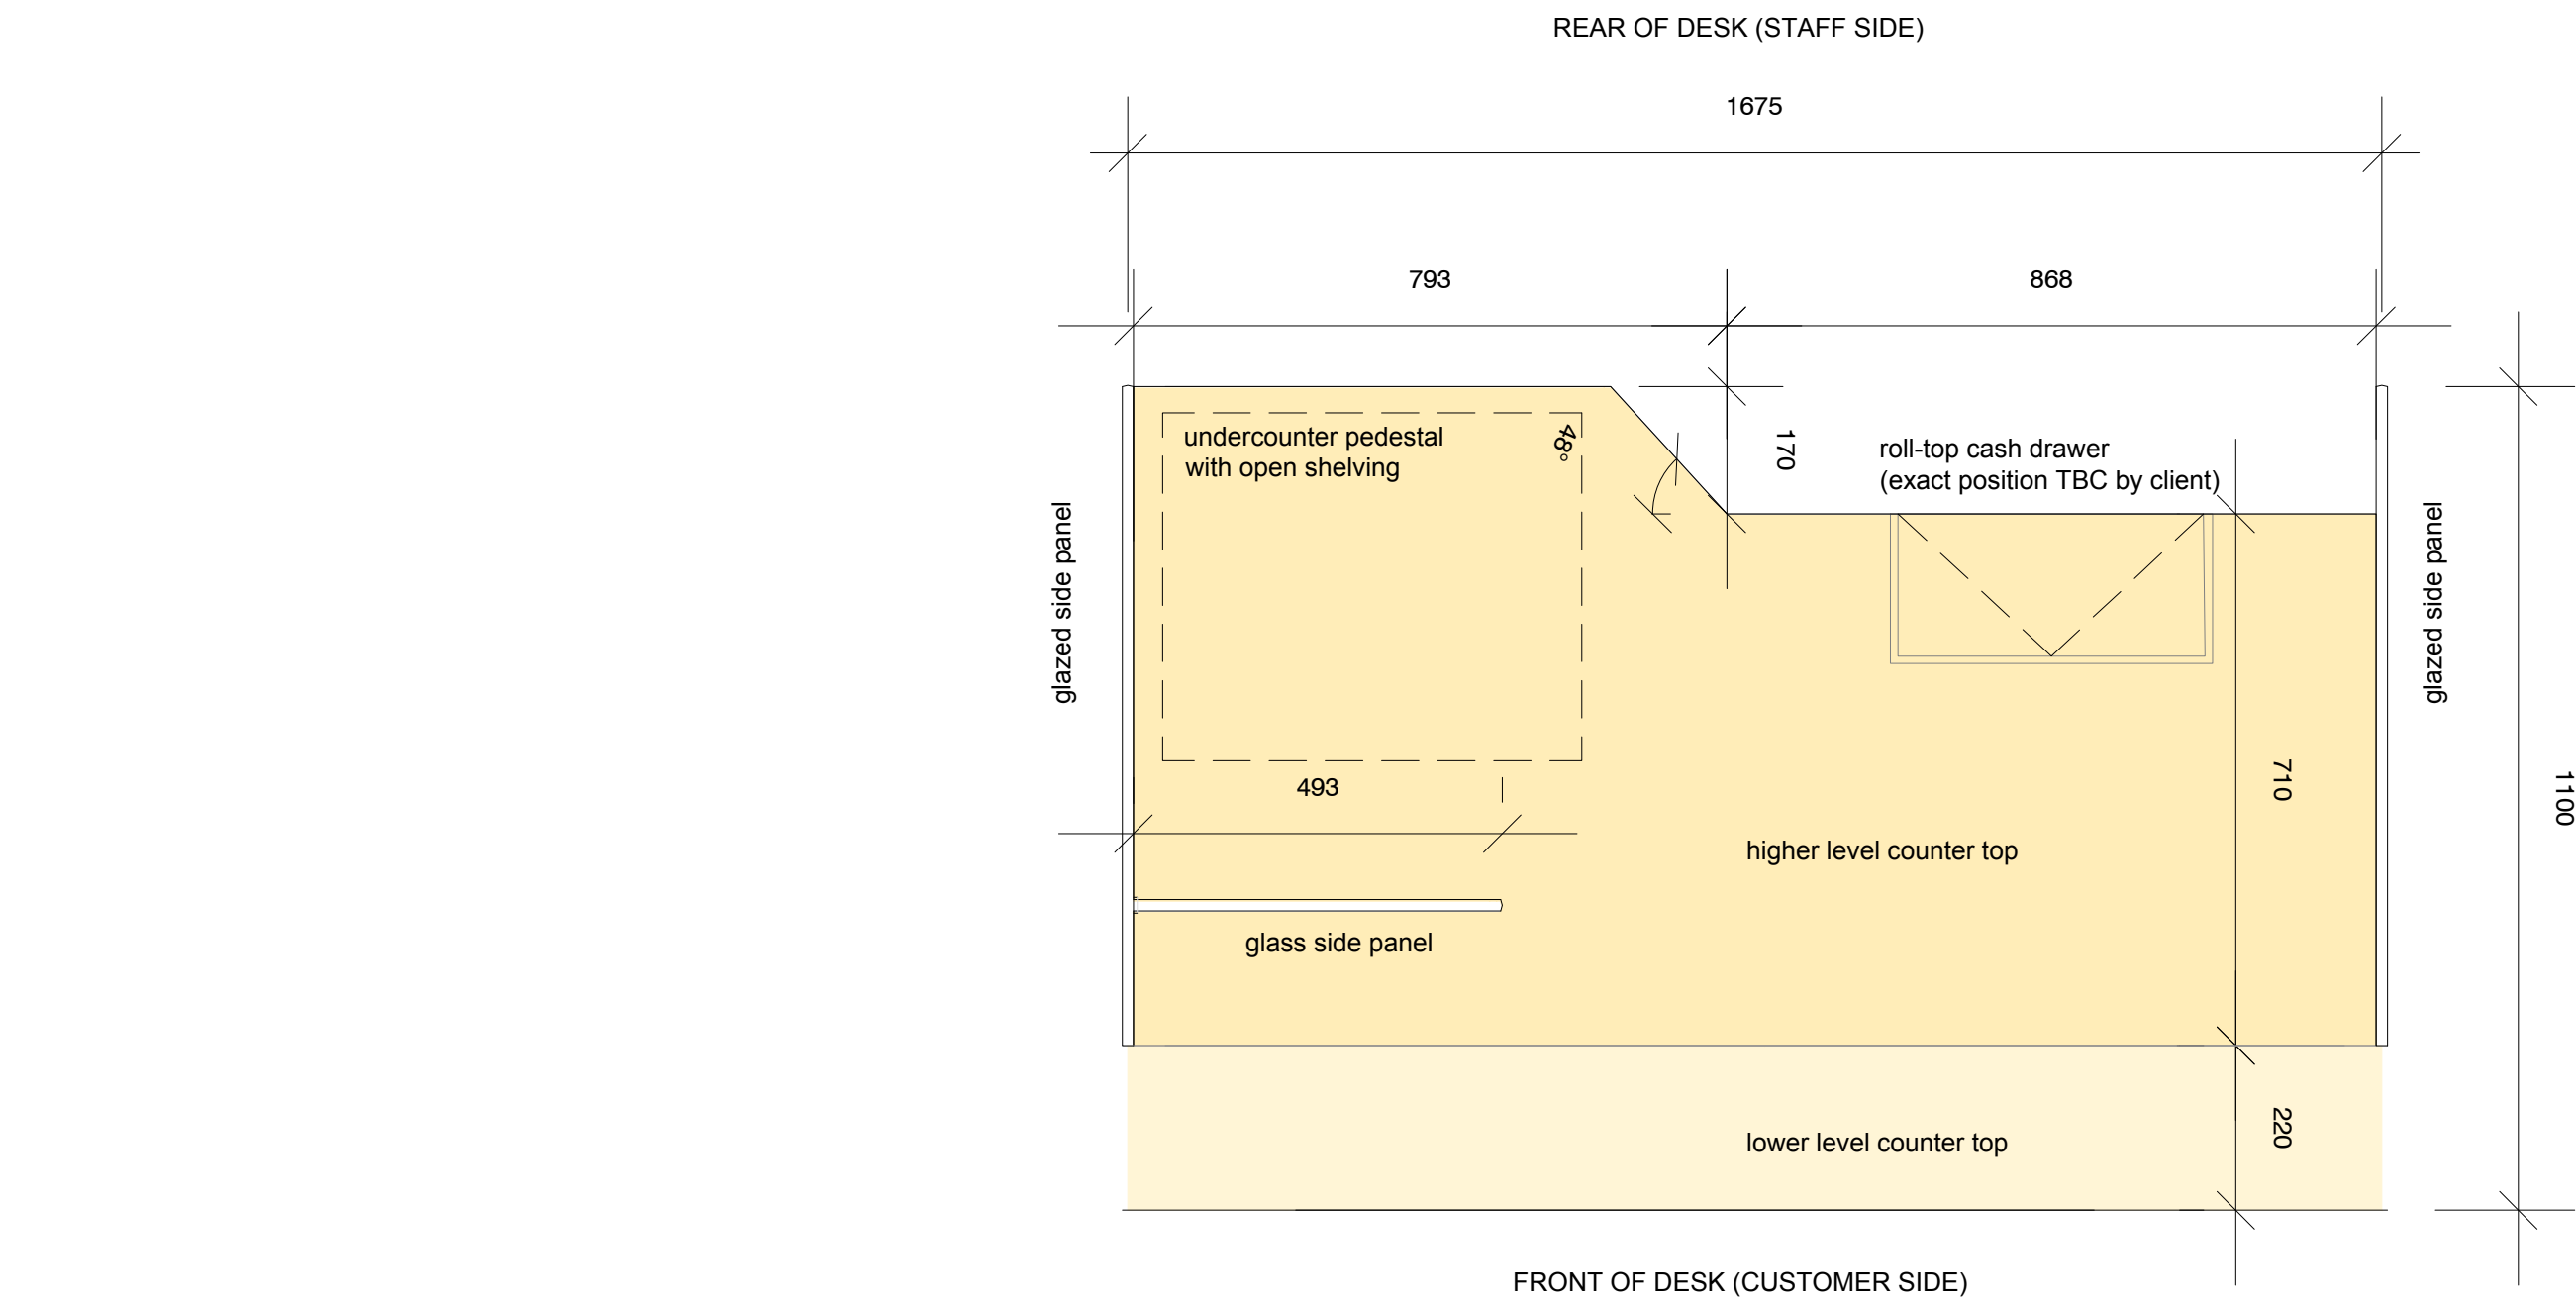 REAR OF DESK (STAFF SIDE)
1675
793
868
undercounter pedestal
with open shelving
48°
170
roll-top cash drawer
(exact position TBC by client)
glazed side panel
glazed side panel
493
710
1100
higher level counter top
glass side panel
220
lower level counter top
FRONT OF DESK (CUSTOMER SIDE)